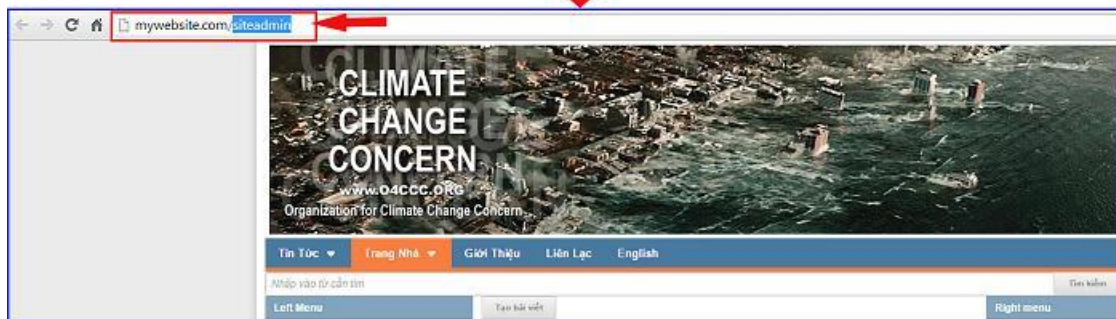 mywebsite.com/siteadmin
CLIMATE
CHANGE
CONCERN
www.O4CCC.ORG
Organization for Climate Change Concern
Tin Tức Trang Nhà Giới Thiệu Liên Lạc English
Nhập vào từ cần tìm Tìm kiếm
Left Menu Tạo bài viết Right menu